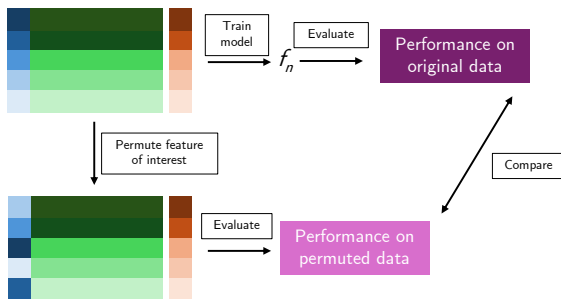 Train
model
Evaluate
f_n
Performance on
original data
Permute feature
of interest
Compare
Evaluate
Performance on
permuted data